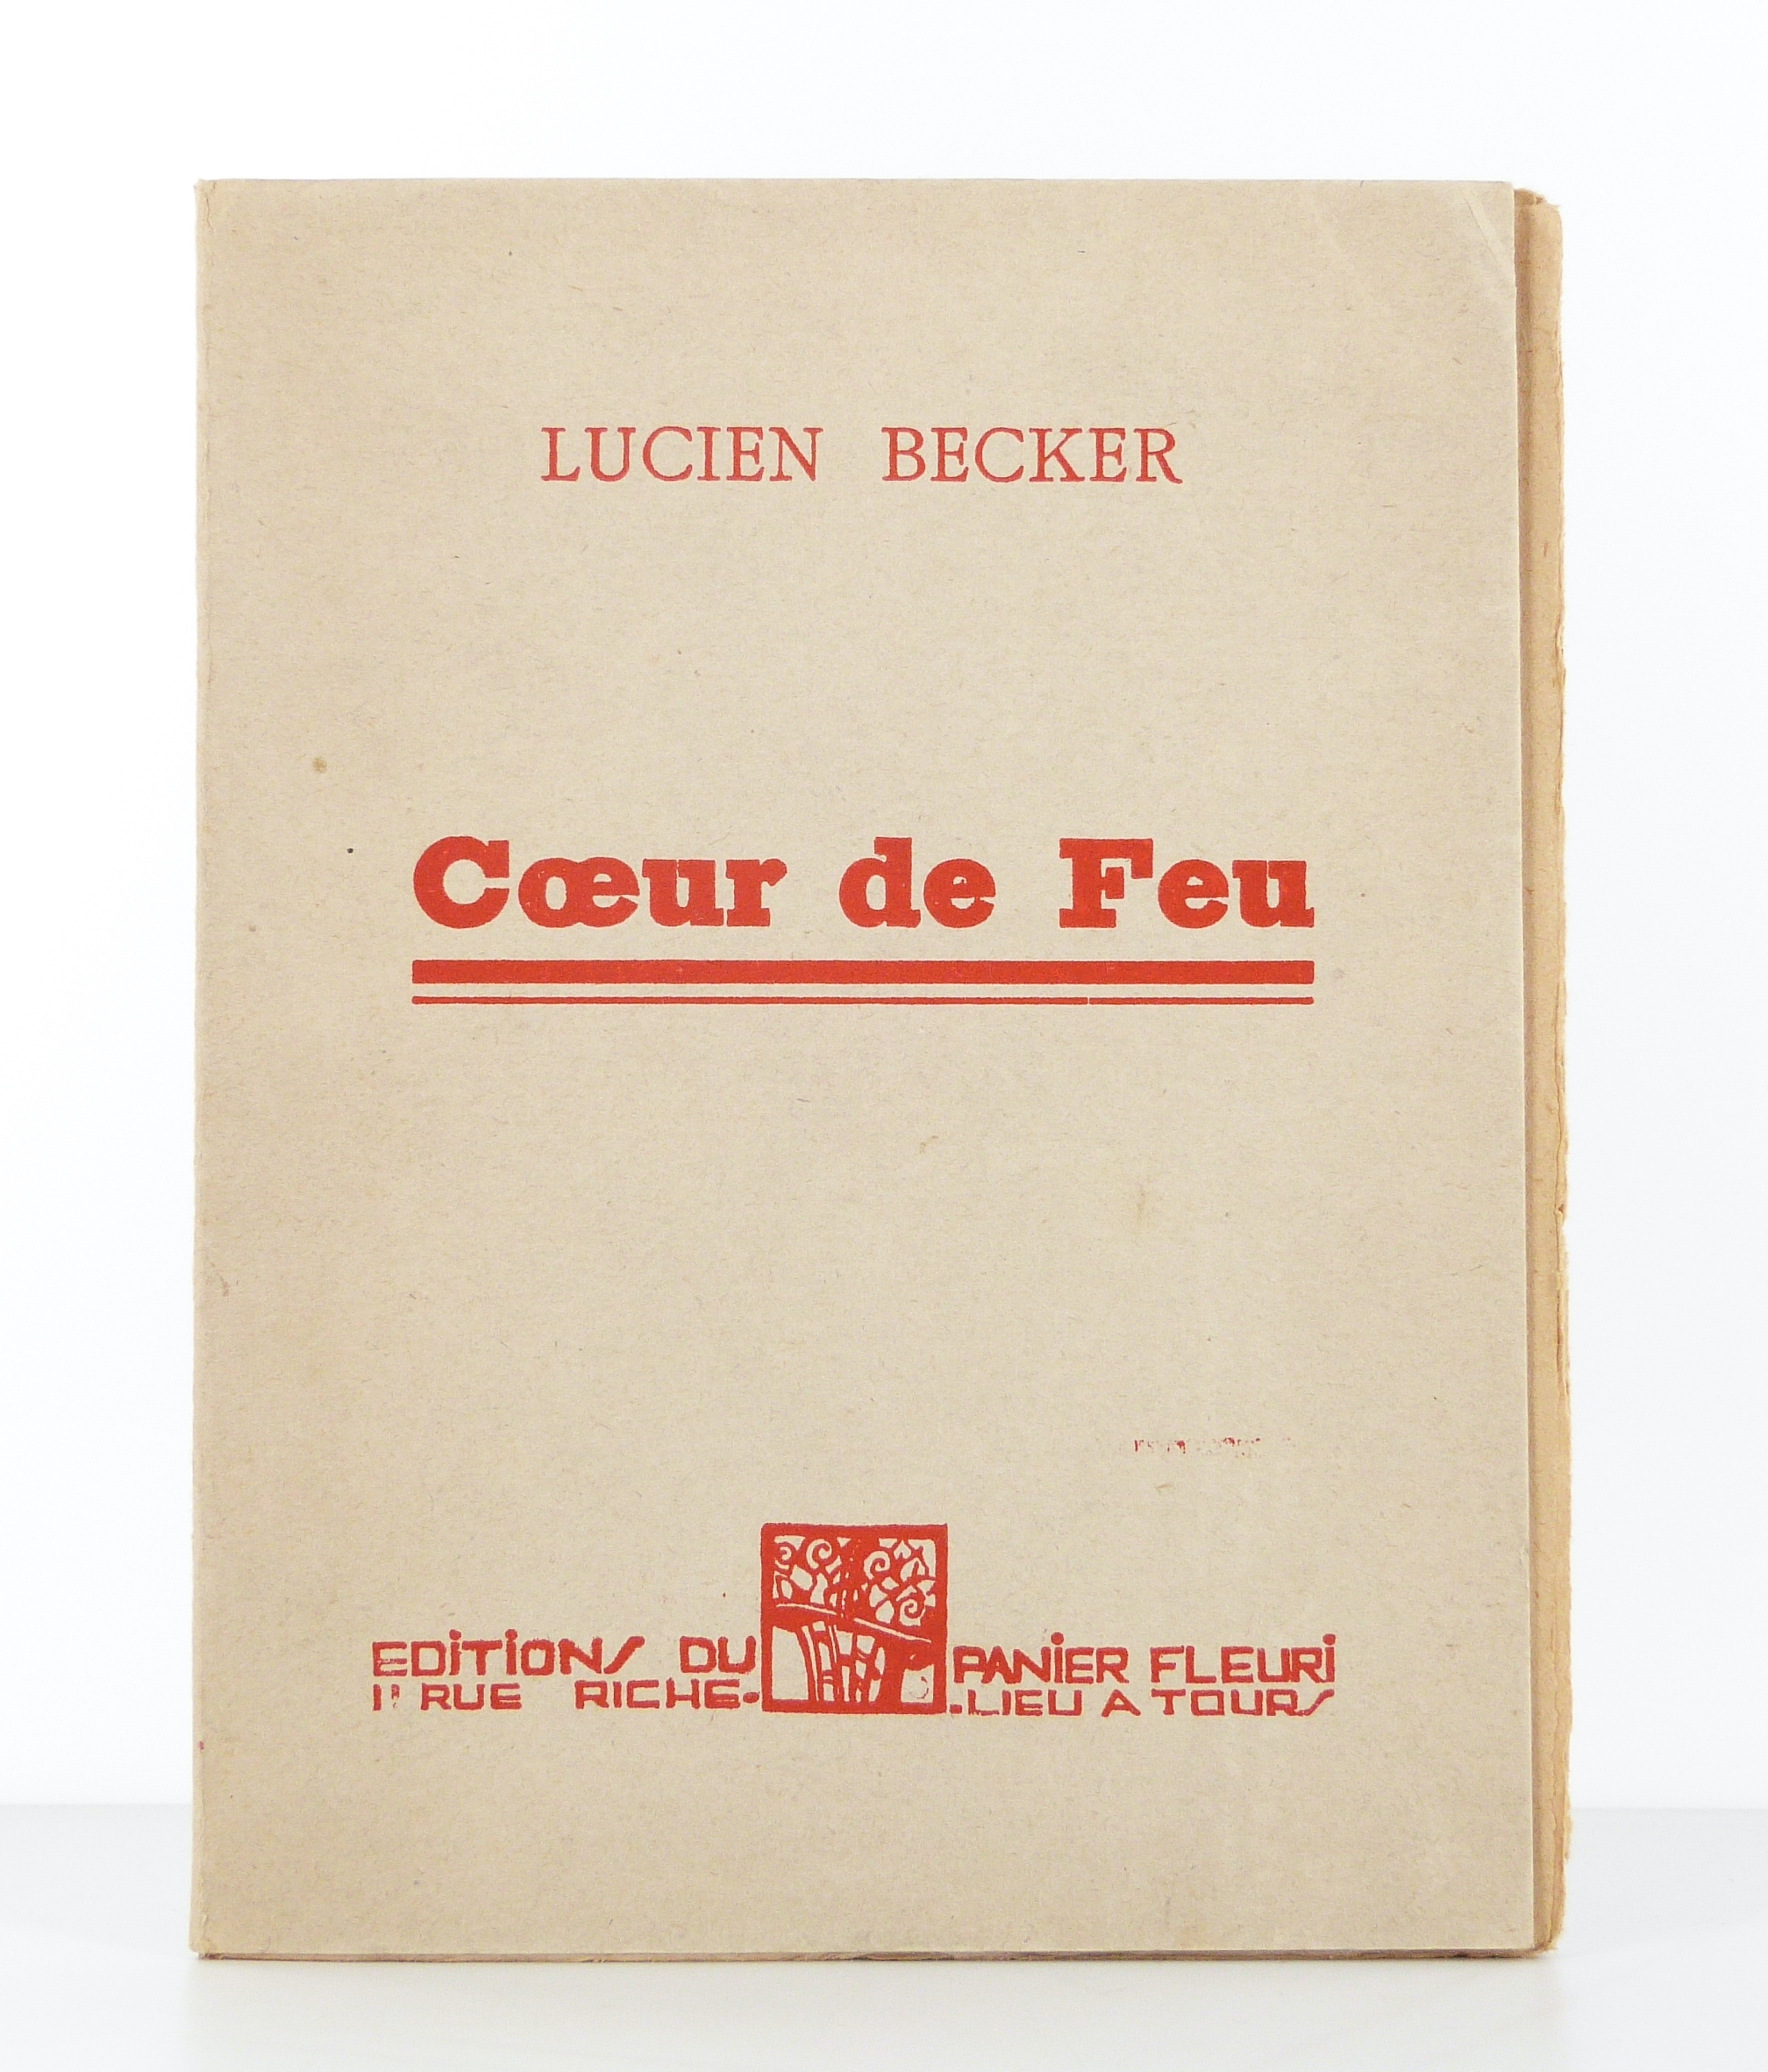 LUCIEN BECKER
Cœur de Feu
EDITIONS DU PANIER FLEURI
11 RUE RICHE-.-LIEU A TOURS